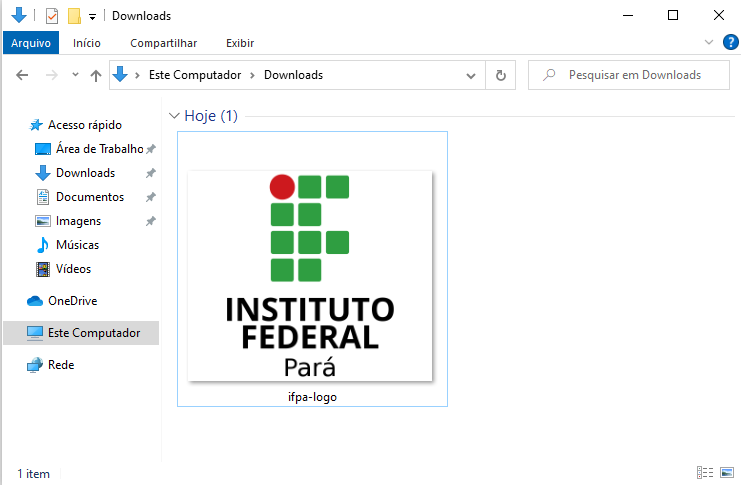 Downloads
Arquivo
Início
Compartilhar
Exibir
?
Este Computador
Downloads
Pesquisar em Downloads
Acesso rápido
Área de Trabalho
Downloads
Documentos
Imagens
Músicas
Vídeos
OneDrive
Este Computador
Rede
Hoje (1)
INSTITUTO
FEDERAL
Pará
ifpa-logo
1 item